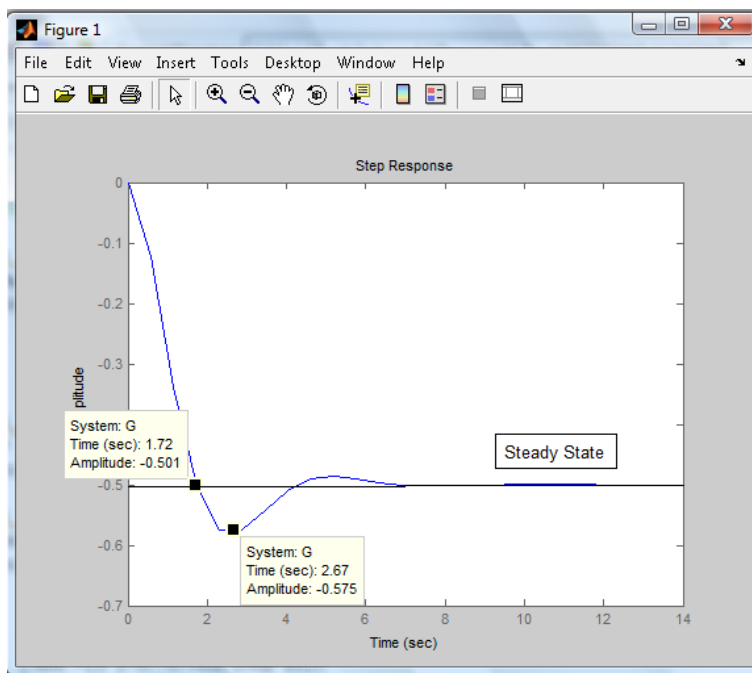 Figure 1
File Edit View Insert Tools Desktop Window Help
Step Response
0
-0.1
-0.2
-0.3
plitude
System: G
Time (sec): 1.72
Amplitude: -0.501
Steady State
-0.5
-0.6
System: G
Time (sec): 2.67
Amplitude: -0.575
-0.7
0 2 4 6 8 10 12 14
Time (sec)